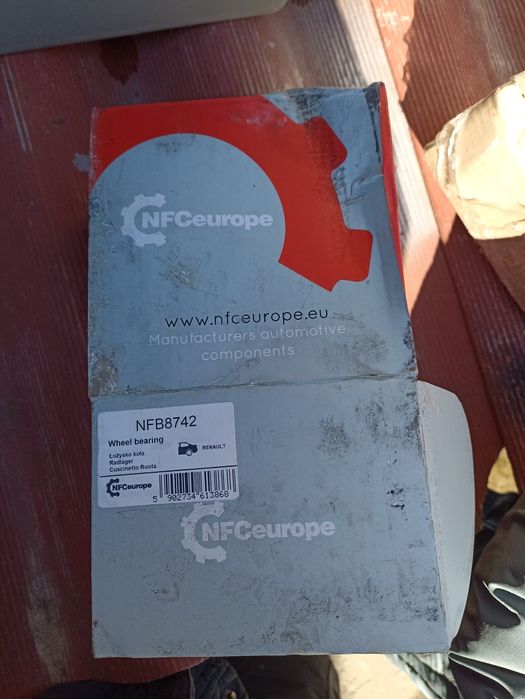 NFCeurope
www.nfceurope.eu
Manufacturers automotive
components
NFB8742
Wheel bearing
Łożysko koła
Radlager
Cuscinetto Ruota
RENAULT
NFCeurope
5 902734 613868
NFCeurope